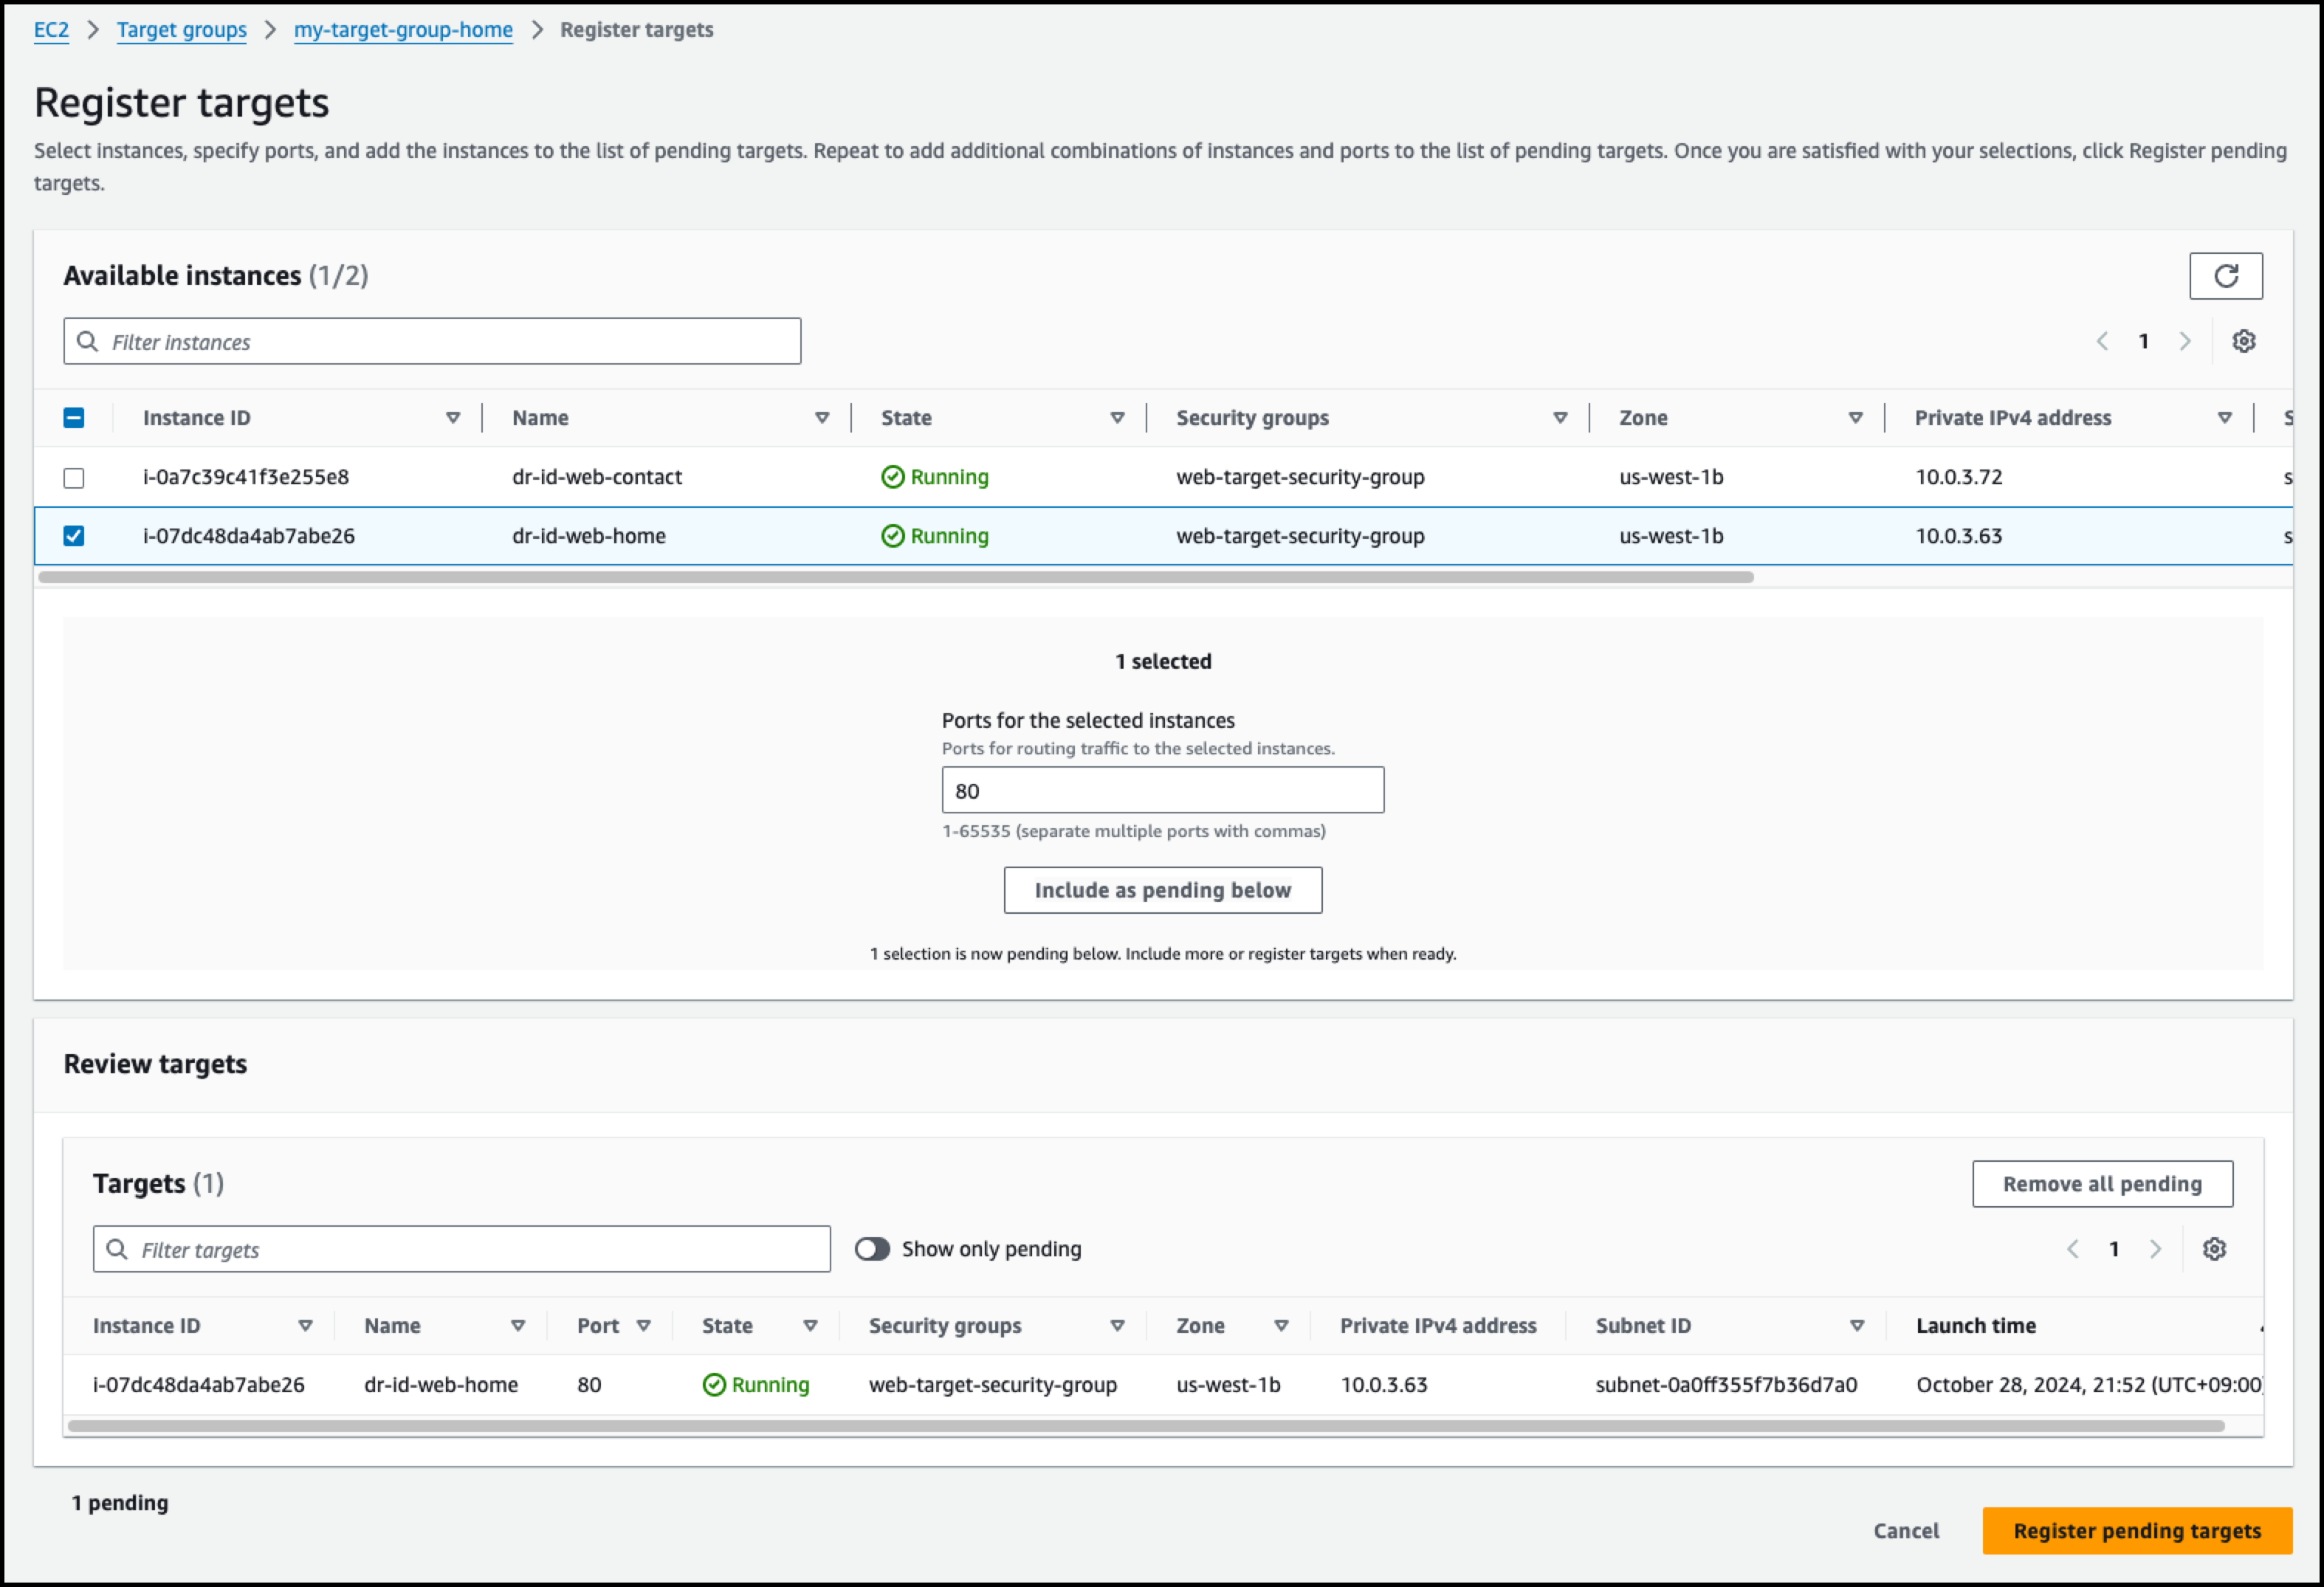 EC2 > Target groups > my-target-group-home > Register targets
Register targets
Select instances, specify ports, and add the instances to the list of pending targets. Repeat to add additional combinations of instances and ports to the list of pending targets. Once you are satisfied with your selections, click Register pending
targets.
Available instances (1/2)
Filter instances
1
Instance ID Name State Security groups Zone Private IPv4 address S
i-0a7c39c41f3e255e8 dr-id-web-contact Running web-target-security-group us-west-1b 10.0.3.72 s
i-07dc48da4ab7abe26 dr-id-web-home Running web-target-security-group us-west-1b 10.0.3.63 s
1 selected
Ports for the selected instances
Ports for routing traffic to the selected instances.
80
1-65535 (separate multiple ports with commas)
Include as pending below
1 selection is now pending below. Include more or register targets when ready.
Review targets
Targets (1)
Remove all pending
Filter targets
Show only pending
1
Instance ID Name Port State Security groups Zone Private IPv4 address Subnet ID Launch time
i-07dc48da4ab7abe26 dr-id-web-home 80 Running web-target-security-group us-west-1b 10.0.3.63 subnet-0a0ff355f7b36d7a0 October 28, 2024, 21:52 (UTC+09:00)
1 pending
Cancel
Register pending targets